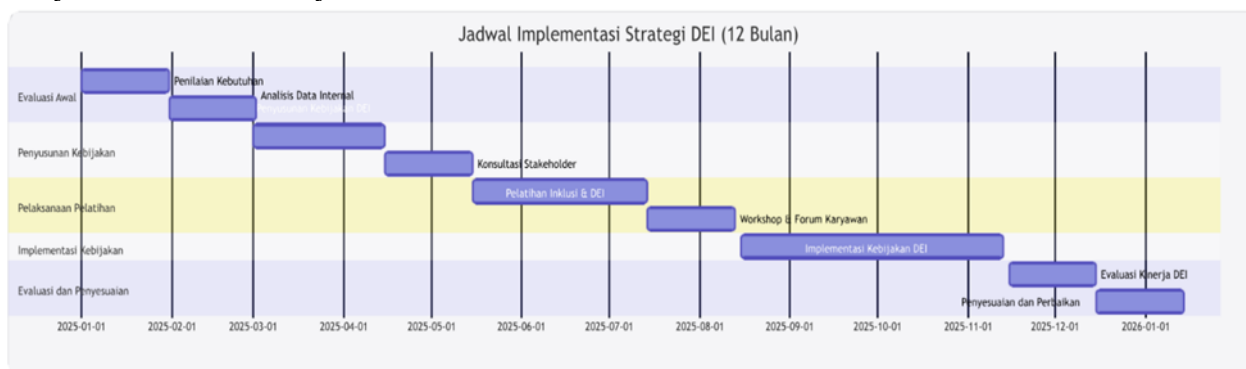 Jadwal Implementasi Strategi DEI (12 Bulan)
Penilaian Kebutuhan
Evaluasi Awal
Analisis Data Internal
Penyusunan Kebijakan DEI
Penyusunan Kebijakan
Konsultasi Stakeholder
Pelatihan Inklusi & DEI
Pelaksanaan Pelatihan
Workshop & Forum Karyawan
Implementasi Kebijakan
Implementasi Kebijakan DEI
Evaluasi Kinerja DEI
Evaluasi dan Penyesuaian
Penyesuaian dan Perbaikan
2025-01-01 2025-02-01 2025-03-01 2025-04-01 2025-05-01 2025-06-01 2025-07-01 2025-08-01 2025-09-01 2025-10-01 2025-11-01 2025-12-01 2026-01-01